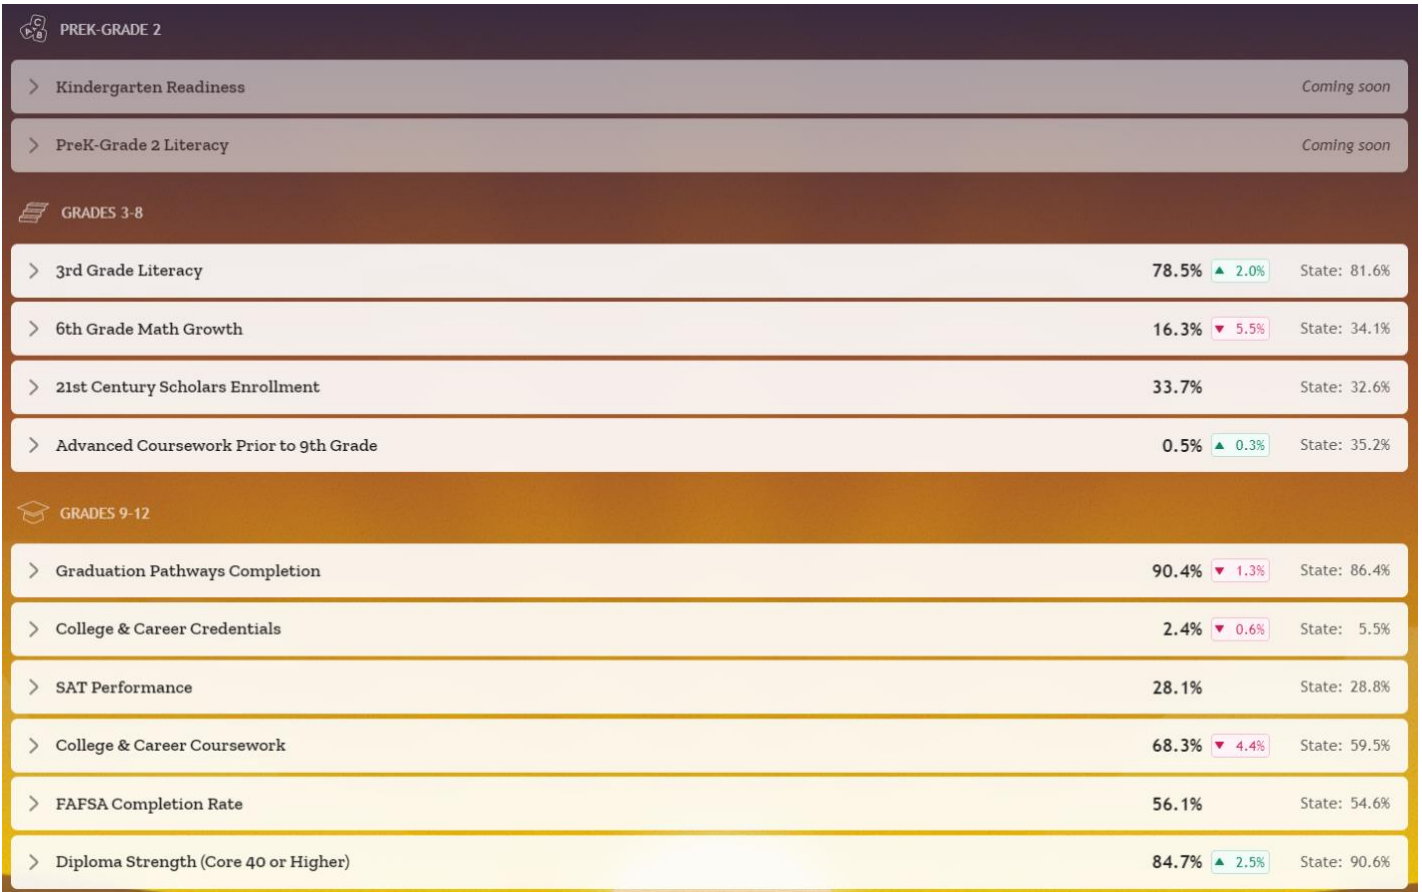 PREK-GRADE 2
Kindergarten Readiness Coming soon
PreK-Grade 2 Literacy Coming soon
GRADES 3-8
3rd Grade Literacy 78.5% ▲ 2.0% State: 81.6%
6th Grade Math Growth 16.3% ▼ 5.5% State: 34.1%
21st Century Scholars Enrollment 33.7% State: 32.6%
Advanced Coursework Prior to 9th Grade 0.5% ▲ 0.3% State: 35.2%
GRADES 9-12
Graduation Pathways Completion 90.4% ▼ 1.3% State: 86.4%
College & Career Credentials 2.4% ▼ 0.6% State: 5.5%
SAT Performance 28.1% State: 28.8%
College & Career Coursework 68.3% ▼ 4.4% State: 59.5%
FAFSA Completion Rate 56.1% State: 54.6%
Diploma Strength (Core 40 or Higher) 84.7% ▲ 2.5% State: 90.6%